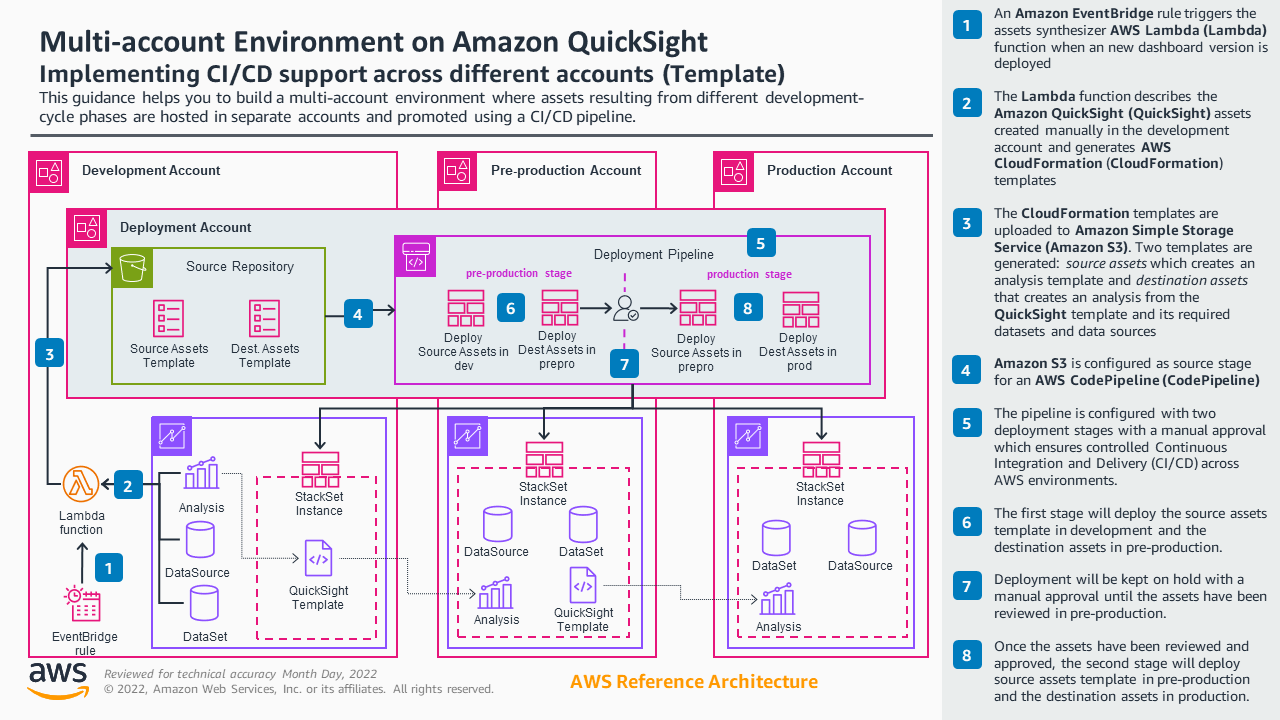 Multi-account Environment on Amazon QuickSight
Implementing CI/CD support across different accounts (Template)
This guidance helps you to build a multi-account environment where assets resulting from different development-
cycle phases are hosted in separate accounts and promoted using a CI/CD pipeline.
Development Account
Pre-production Account
Production Account
Deployment Account
Source Repository
Source Assets
Template
Dest. Assets
Template
4
3
Deployment Pipeline
5
pre-production stage
production stage
6
8
Deploy
Source Assets in
dev
Deploy
Dest Assets in
prepro
7
Deploy
Source Assets in
prepro
Deploy
Dest Assets in
prod
Lambda
function
2
1
EventBridge
rule
Analysis
DataSource
DataSet
StackSet
Instance
QuickSight
Template
StackSet
Instance
DataSource
DataSet
Analysis
QuickSight
Template
StackSet
Instance
DataSet
DataSource
Analysis
aws
Reviewed for technical accuracy Month Day, 2022
© 2022, Amazon Web Services, Inc. or its affiliates. All rights reserved.
AWS Reference Architecture
1
An Amazon EventBridge rule triggers the
assets synthesizer AWS Lambda (Lambda)
function when an new dashboard version is
deployed
2
The Lambda function describes the
Amazon QuickSight (QuickSight) assets
created manually in the development
account and generates AWS
CloudFormation (CloudFormation)
templates
3
The CloudFormation templates are
uploaded to Amazon Simple Storage
Service (Amazon S3). Two templates are
generated: source assets which creates an
analysis template and destination assets
that creates an analysis from the
QuickSight template and its required
datasets and data sources
4
Amazon S3 is configured as source stage
for an AWS CodePipeline (CodePipeline)
5
The pipeline is configured with two
deployment stages with a manual approval
which ensures controlled Continuous
Integration and Delivery (CI/CD) across
AWS environments.
6
The first stage will deploy the source assets
template in development and the
destination assets in pre-production.
7
Deployment will be kept on hold with a
manual approval until the assets have been
reviewed in pre-production.
8
Once the assets have been reviewed and
approved, the second stage will deploy
source assets template in pre-production
and the destination assets in production.